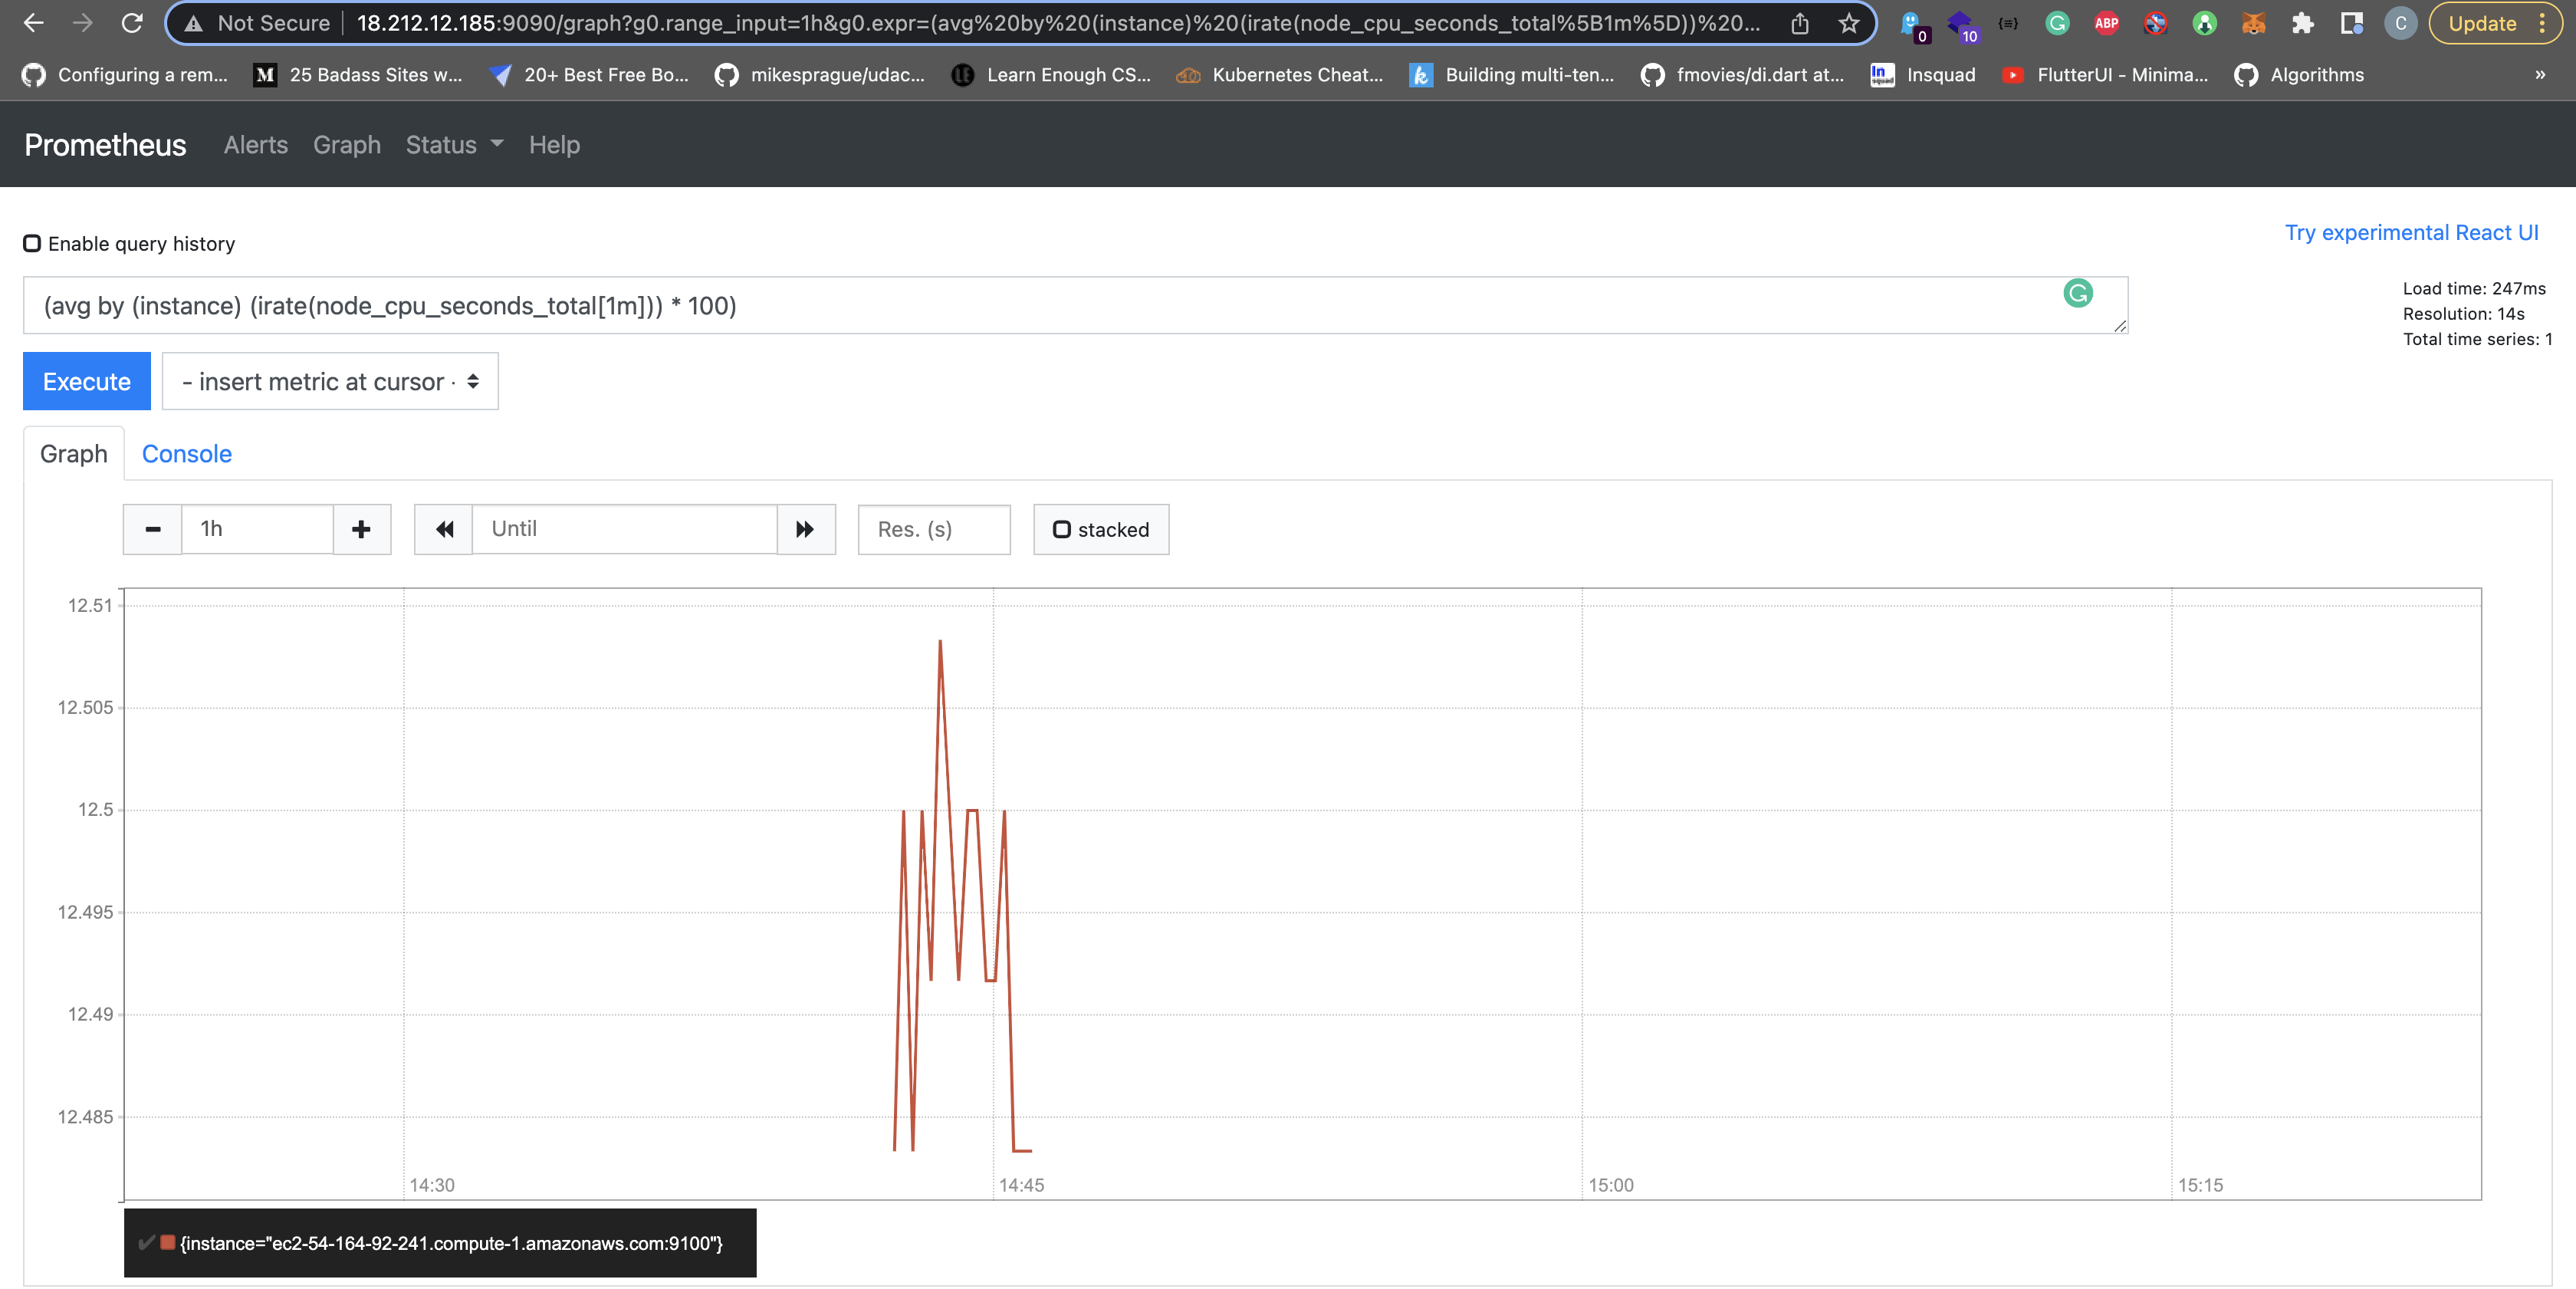 Not Secure 18.212.12.185:9090/graph?g0.range_input=1h&g0.expr=(avg%20by%20(instance)%20(irate(node_cpu_seconds_total%5B1m%5D))%20...
0 10 {≡} G ABP C Update
Configuring a rem... M 25 Badass Sites w... 20+ Best Free Bo... mikesprague/udac... LE Learn Enough CS... Kubernetes Cheat... k Building multi-ten... fmovies/di.dart at... Insquad FlutterUI - Minima... Algorithms »
Prometheus Alerts Graph Status Help
Enable query history
Try experimental React UI
(avg by (instance) (irate(node_cpu_seconds_total[1m])) * 100)
Load time: 247ms
Resolution: 14s
Total time series: 1
Execute - insert metric at cursor -
Graph Console
1h Until Res. (s) stacked
12.51
12.505
12.5
12.495
12.49
12.485
14:30 14:45 15:00 15:15
{instance="ec2-54-164-92-241.compute-1.amazonaws.com:9100"}